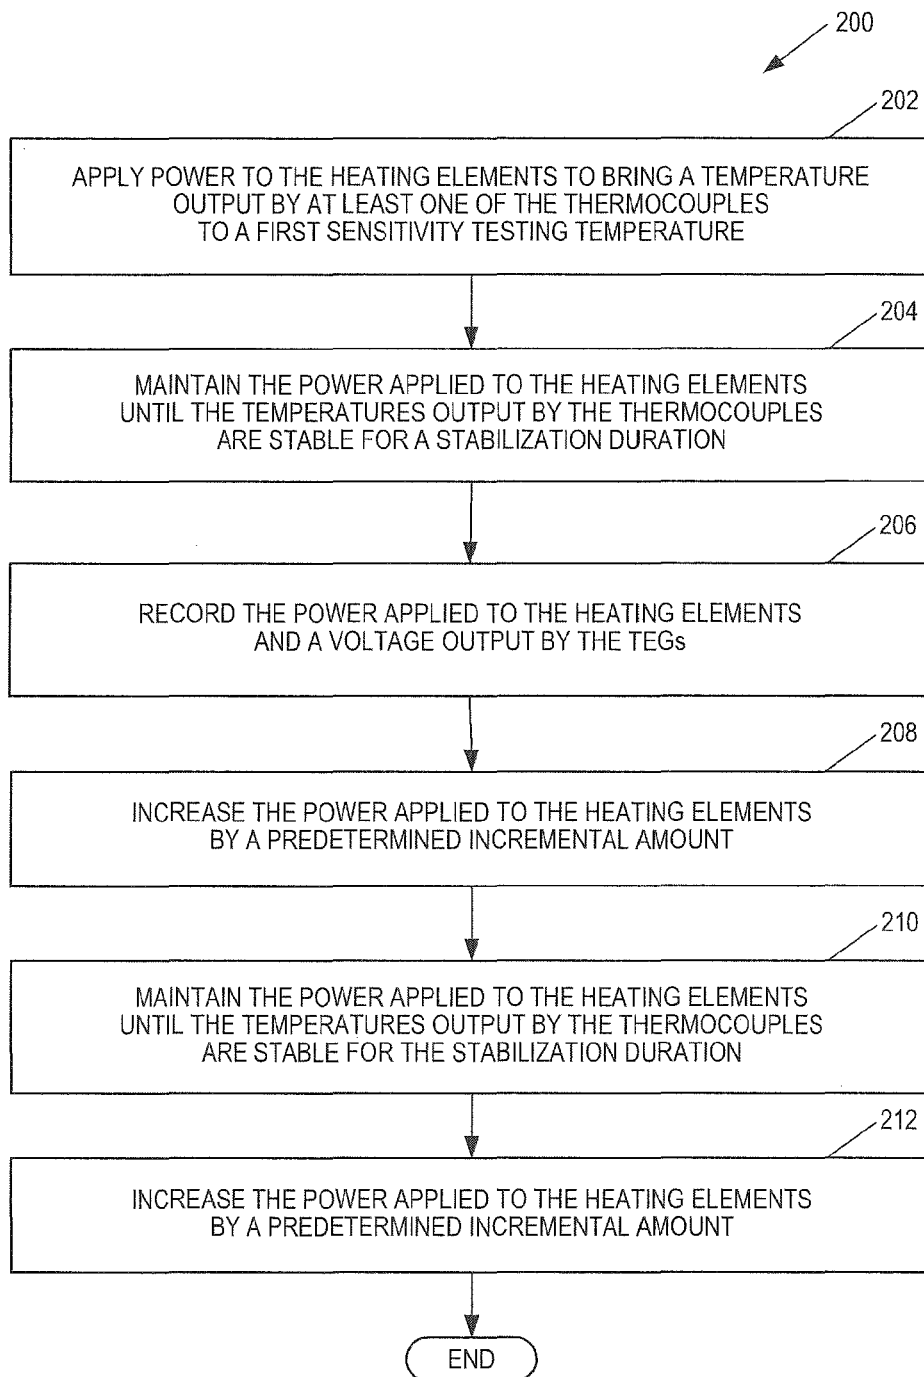 200
202
APPLY POWER TO THE HEATING ELEMENTS TO BRING A TEMPERATURE
OUTPUT BY AT LEAST ONE OF THE THERMOCOUPLES
TO A FIRST SENSITIVITY TESTING TEMPERATURE
204
MAINTAIN THE POWER APPLIED TO THE HEATING ELEMENTS
UNTIL THE TEMPERATURES OUTPUT BY THE THERMOCOUPLES
ARE STABLE FOR A STABILIZATION DURATION
206
RECORD THE POWER APPLIED TO THE HEATING ELEMENTS
AND A VOLTAGE OUTPUT BY THE TEGs
208
INCREASE THE POWER APPLIED TO THE HEATING ELEMENTS
BY A PREDETERMINED INCREMENTAL AMOUNT
210
MAINTAIN THE POWER APPLIED TO THE HEATING ELEMENTS
UNTIL THE TEMPERATURES OUTPUT BY THE THERMOCOUPLES
ARE STABLE FOR THE STABILIZATION DURATION
212
INCREASE THE POWER APPLIED TO THE HEATING ELEMENTS
BY A PREDETERMINED INCREMENTAL AMOUNT
END